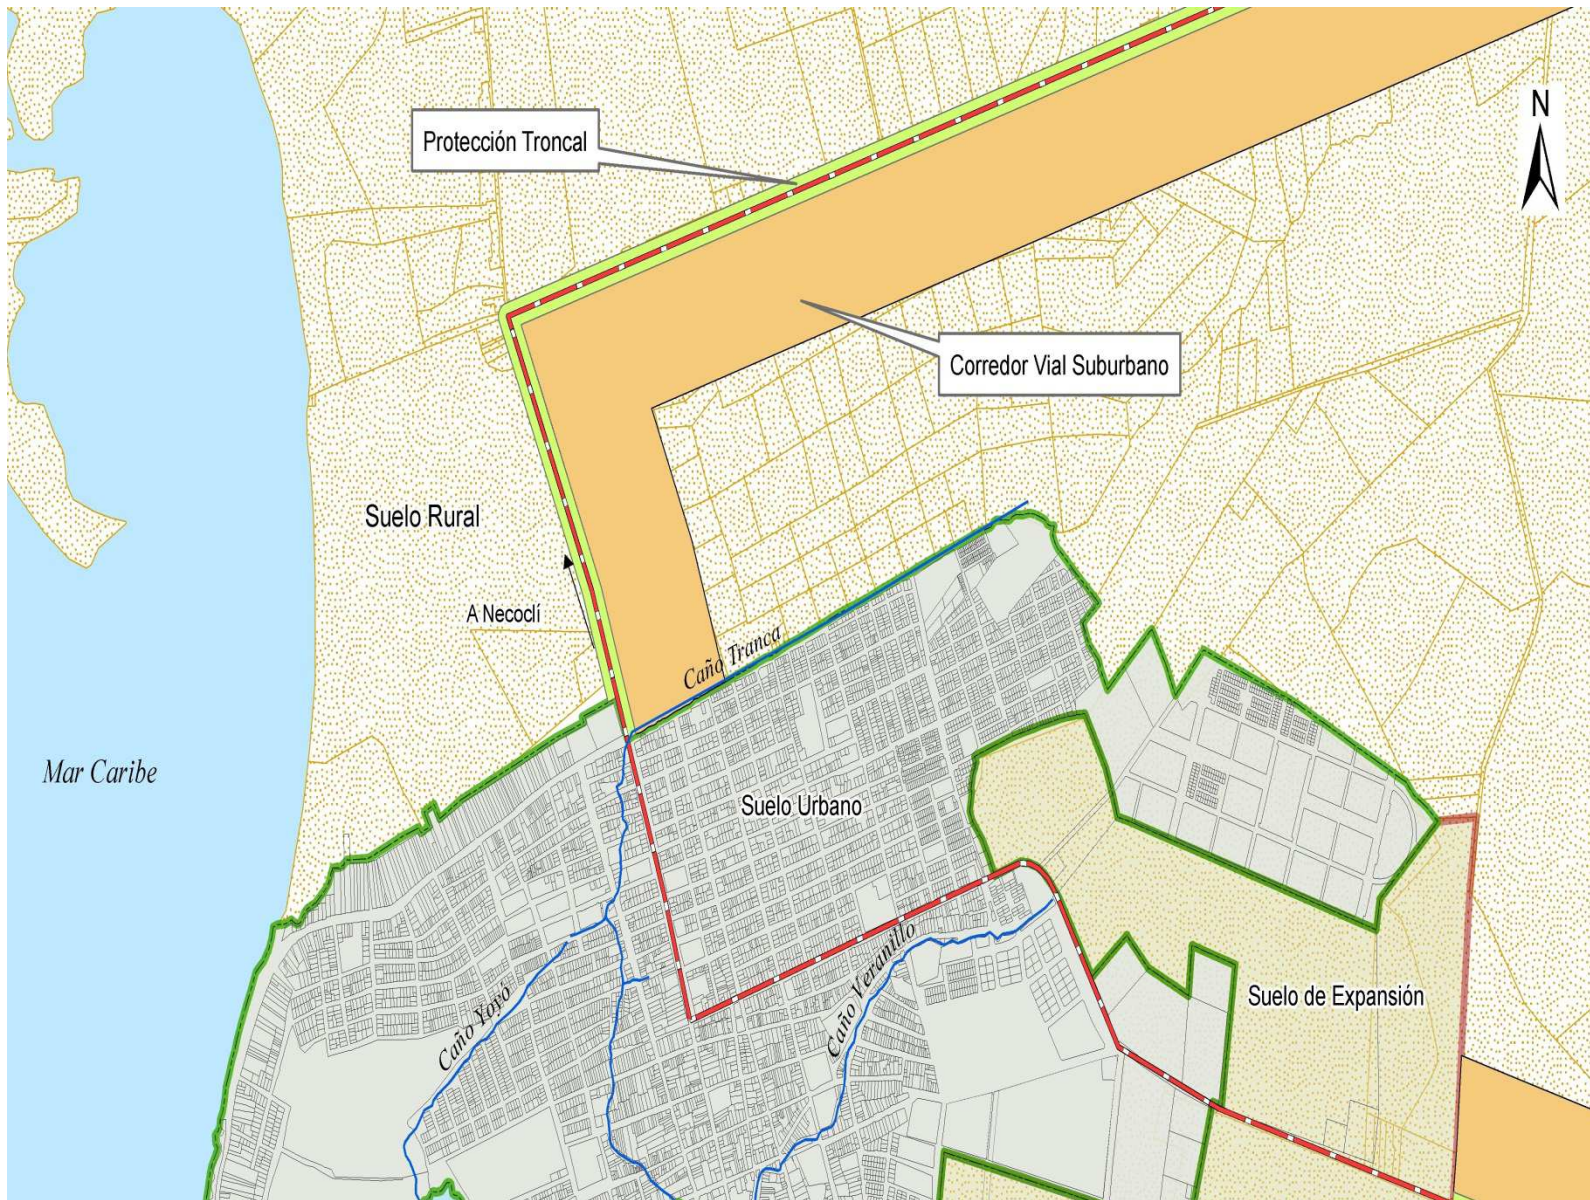 N
Protección Troncal
Corredor Vial Suburbano
Suelo Rural
A Necoclí
Caño Tranca
Mar Caribe
Suelo Urbano
Caño Veranillo
Caño Yoyó
Suelo de Expansión